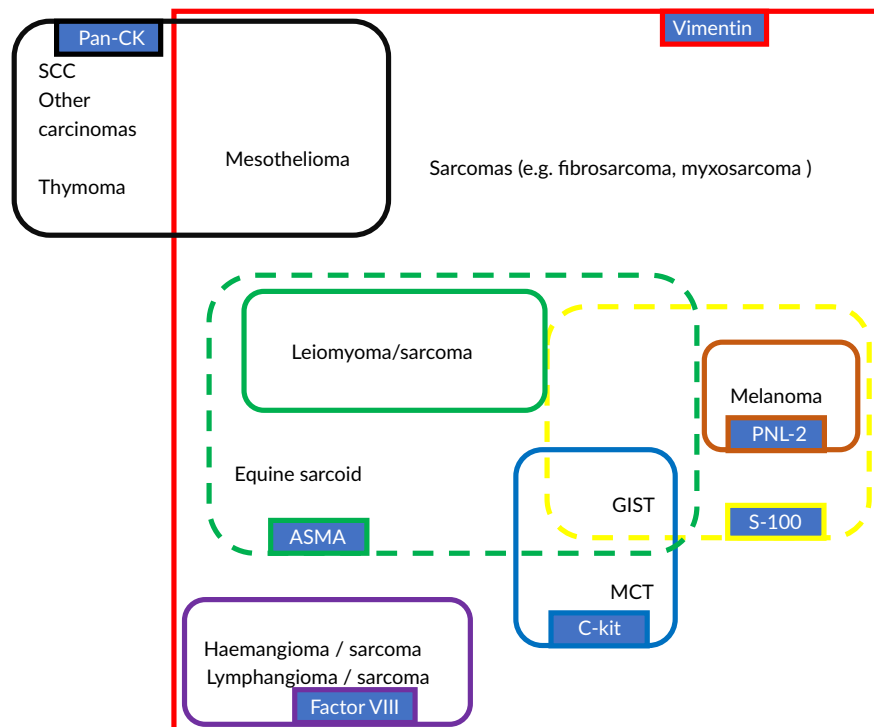 Pan-CK
Vimentin
SCC
Other
carcinomas
Thymoma
Mesothelioma
Sarcomas (e.g. fibrosarcoma, myxosarcoma )
Leiomyoma/sarcoma
Melanoma
PNL-2
Equine sarcoid
GIST
S-100
ASMA
MCT
C-kit
Haemangioma / sarcoma
Lymphangioma / sarcoma
Factor VIII